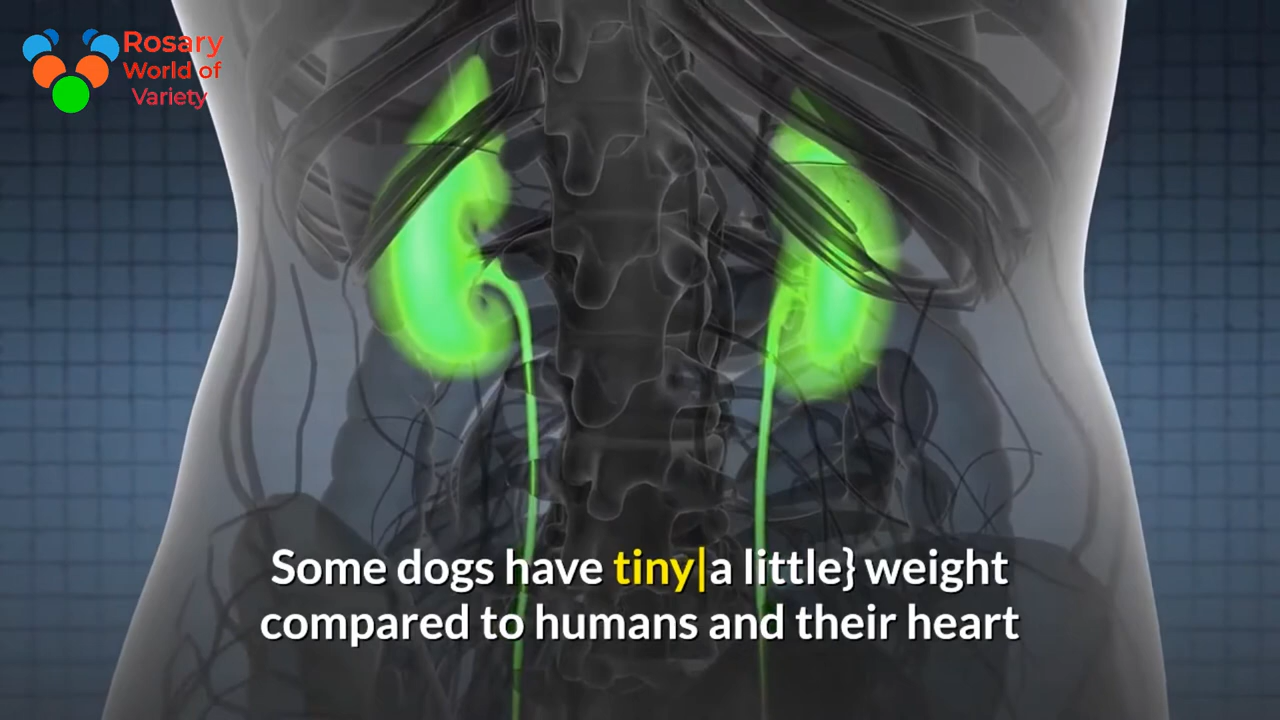 Rosary
World of
Variety
Some dogs have tiny|a little} weight
compared to humans and their heart